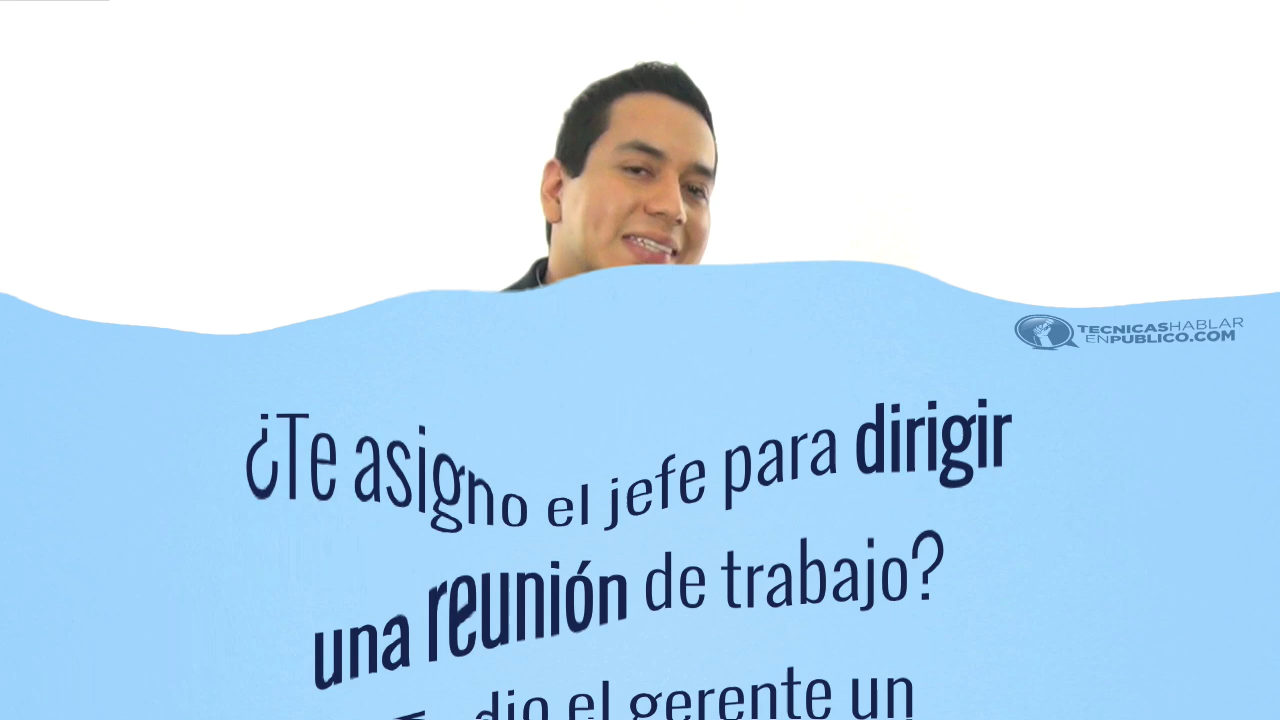 TECNICASHABLAR
ENPUBLICO.COM
¿Te asigno el jefe para dirigir
una reunión de trabajo?
dio el gerente un